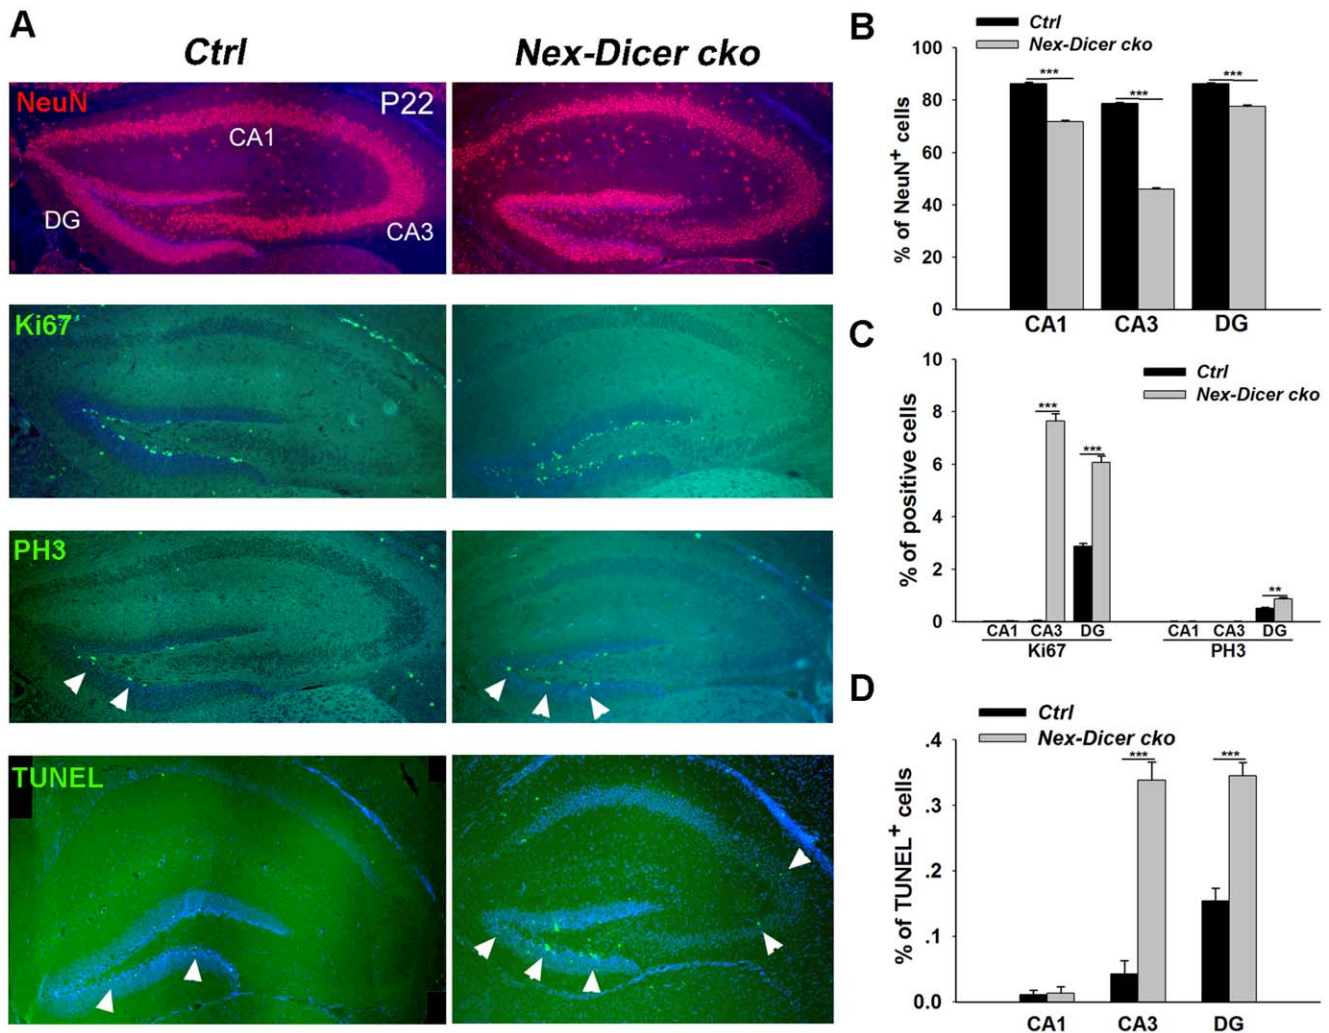 A
Ctrl
Nex-Dicer cko
NeuN
P22
CA1
DG
CA3
Ki67
PH3
TUNEL
B
Ctrl
Nex-Dicer cko
% of NeuN+ cells
100
80
60
40
20
0
CA1 CA3 DG
C
Ctrl
Nex-Dicer cko
% of positive cells
10
8
6
4
2
0
*** *** *** 
*** ***
**
CA1 CA3 DG CA1 CA3 DG
Ki67 PH3
D
Ctrl
Nex-Dicer cko
% of TUNEL+ cells
.4
.3
.2
.1
0.0
*** ***
CA1 CA3 DG